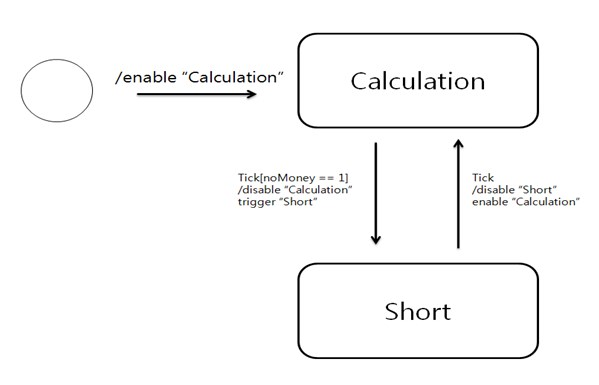 /enable “Calculation”
Calculation
Tick[noMoney == 1]
/disable “Calculation”
trigger “Short”
Tick
/disable “Short”
enable “Calculation”
Short